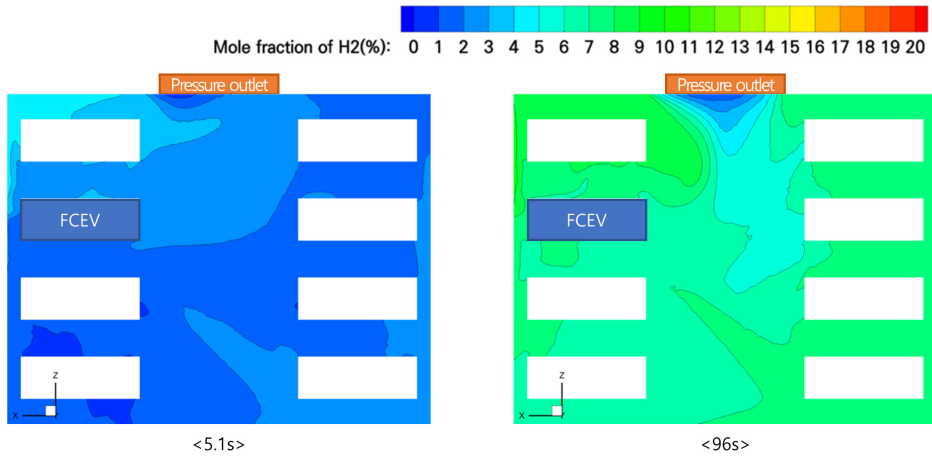 Mole fraction of H2(%): 0 1 2 3 4 5 6 7 8 9 10 11 12 13 14 15 16 17 18 19 20
Pressure outlet
FCEV
z
x
<5.1s>
Pressure outlet
FCEV
z
x
<96s>